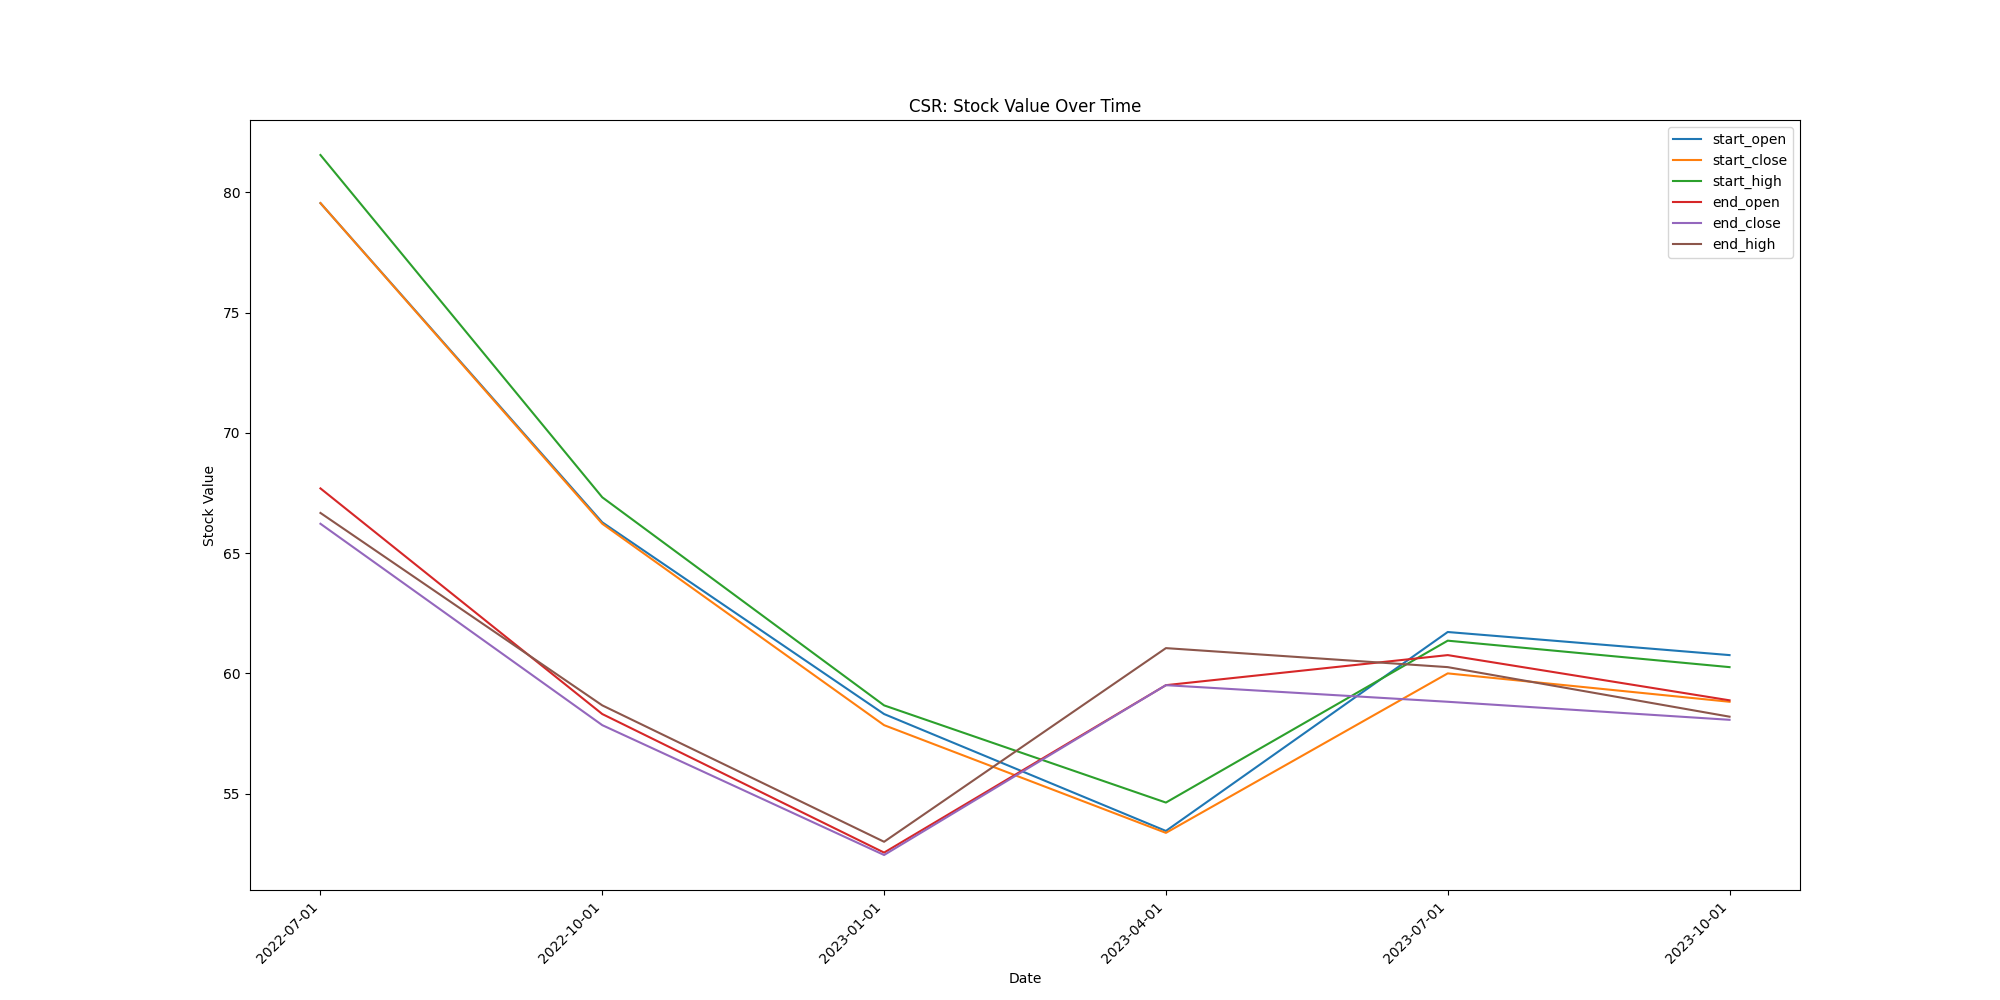 CSR: Stock Value Over Time
start_open
start_close
start_high
end_open
end_close
end_high
80
75
70
65
60
55
Stock Value
2022-07-01
2022-10-01
2023-01-01
2023-04-01
2023-07-01
2023-10-01
Date